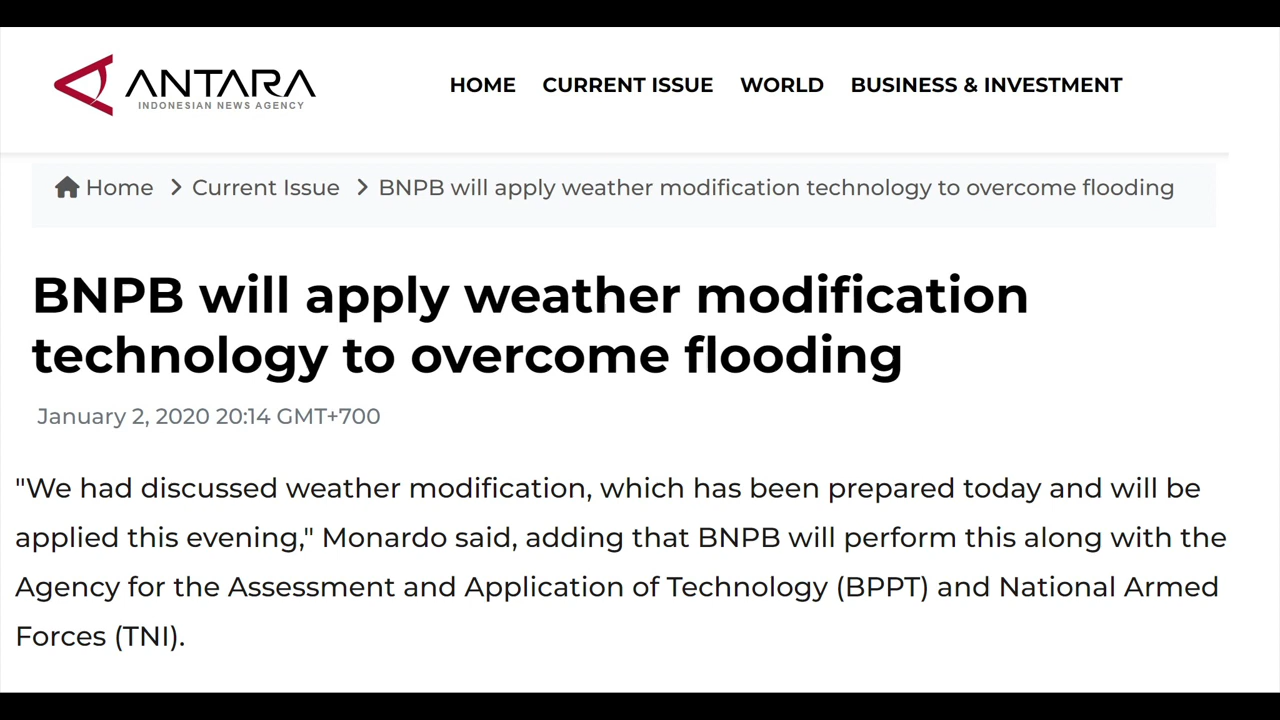 ANTARA
INDONESIAN NEWS AGENCY
HOME CURRENT ISSUE WORLD BUSINESS & INVESTMENT
Home > Current Issue > BNPB will apply weather modification technology to overcome flooding
BNPB will apply weather modification
technology to overcome flooding
January 2, 2020 20:14 GMT+700
"We had discussed weather modification, which has been prepared today and will be
applied this evening," Monardo said, adding that BNPB will perform this along with the
Agency for the Assessment and Application of Technology (BPPT) and National Armed
Forces (TNI).